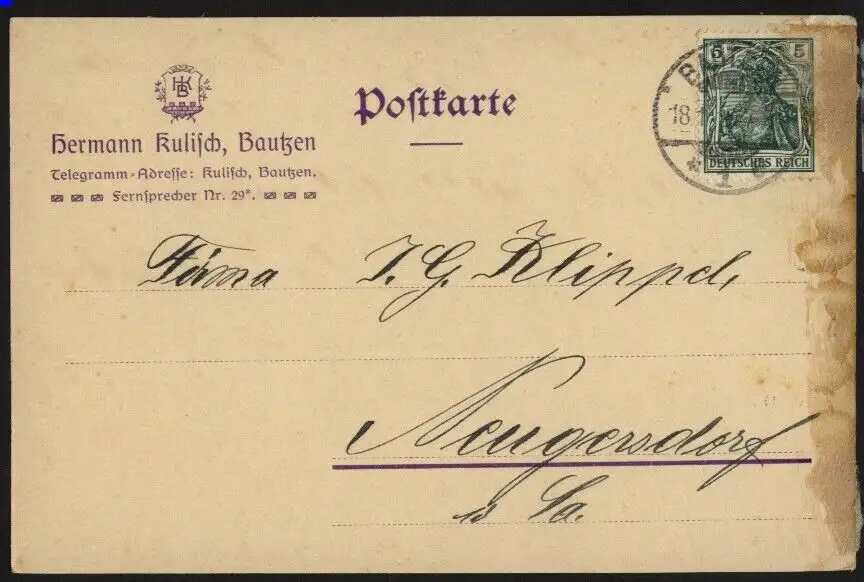 HKB
Postkarte
Hermann Kulisch, Bautzen
Telegramm-Adresse: Kulisch, Bautzen.
Fernsprecher Nr. 29*.
5 5
DEUTSCHES REICH
18.
Firma J. G. Klippel,
Neugersdorf
i/ Sa.